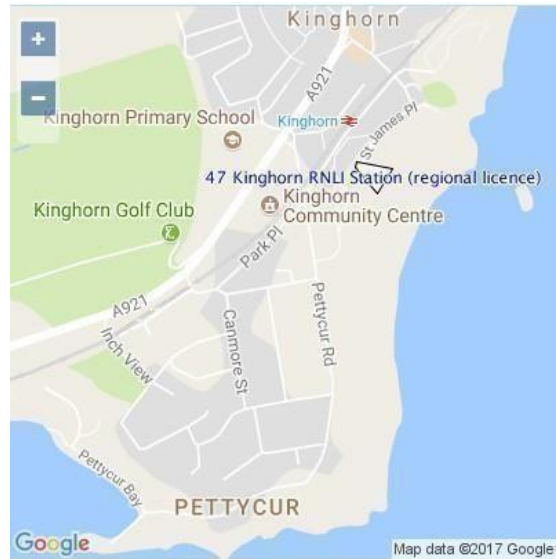 +
−
Kinghorn
A921
Kinghorn Primary School
Kinghorn
St James Pl
47 Kinghorn RNLI Station (regional licence)
Kinghorn
Community Centre
Kinghorn Golf Club
Park Pl
A921
Canmore St
Pettycur Rd
Inch View
Pettycur Bay
PETTYCUR
Google
Map data ©2017 Google